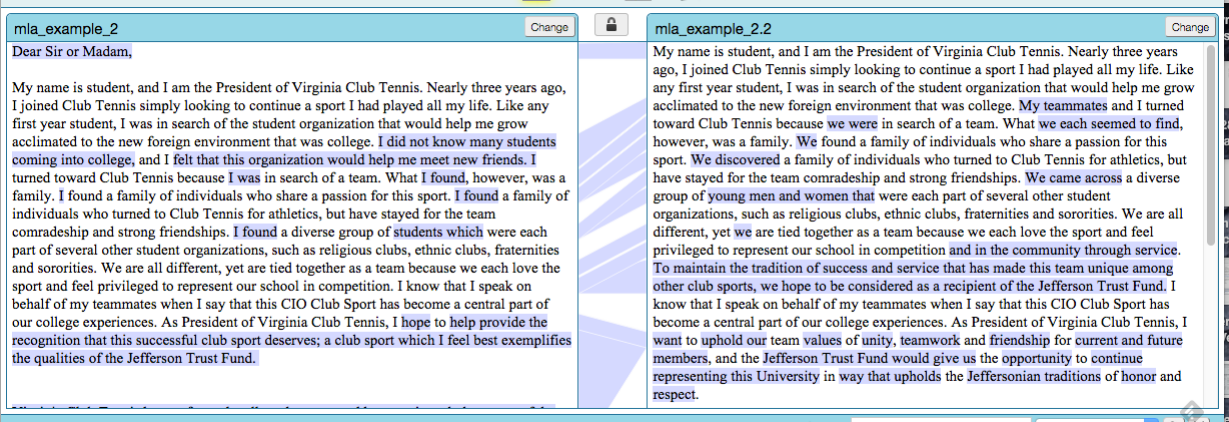 mla_example_2
Change
Dear Sir or Madam,
My name is student, and I am the President of Virginia Club Tennis. Nearly three years ago,
I joined Club Tennis simply looking to continue a sport I had played all my life. Like any
first year student, I was in search of the student organization that would help me grow
acclimated to the new foreign environment that was college. I did not know many students
coming into college, and I felt that this organization would help me meet new friends. I
turned toward Club Tennis because I was in search of a team. What I found, however, was a
family. I found a family of individuals who share a passion for this sport. I found a family of
individuals who turned to Club Tennis for athletics, but have stayed for the team
comradeship and strong friendships. I found a diverse group of students which were each
part of several other student organizations, such as religious clubs, ethnic clubs, fraternities
and sororities. We are all different, yet are tied together as a team because we each love the
sport and feel privileged to represent our school in competition. I know that I speak on
behalf of my teammates when I say that this CIO Club Sport has become a central part of
our college experiences. As President of Virginia Club Tennis, I hope to help provide the
recognition that this successful club sport deserves; a club sport which I feel best exemplifies
the qualities of the Jefferson Trust Fund.
mla_example_2.2
Change
My name is student, and I am the President of Virginia Club Tennis. Nearly three years
ago, I joined Club Tennis simply looking to continue a sport I had played all my life. Like
any first year student, I was in search of the student organization that would help me grow
acclimated to the new foreign environment that was college. My teammates and I turned
toward Club Tennis because we were in search of a team. What we each seemed to find,
however, was a family. We found a family of individuals who share a passion for this
sport. We discovered a family of individuals who turned to Club Tennis for athletics, but
have stayed for the team comradeship and strong friendships. We came across a diverse
group of young men and women that were each part of several other student
organizations, such as religious clubs, ethnic clubs, fraternities and sororities. We are all
different, yet we are tied together as a team because we each love the sport and feel
privileged to represent our school in competition and in the community through service.
To maintain the tradition of success and service that has made this team unique among
other club sports, we hope to be considered as a recipient of the Jefferson Trust Fund. I
know that I speak on behalf of my teammates when I say that this CIO Club Sport has
become a central part of our college experiences. As President of Virginia Club Tennis, I
want to uphold our team values of unity, teamwork and friendship for current and future
members, and the Jefferson Trust Fund would give us the opportunity to continue
representing this University in way that upholds the Jeffersonian traditions of honor and
respect.